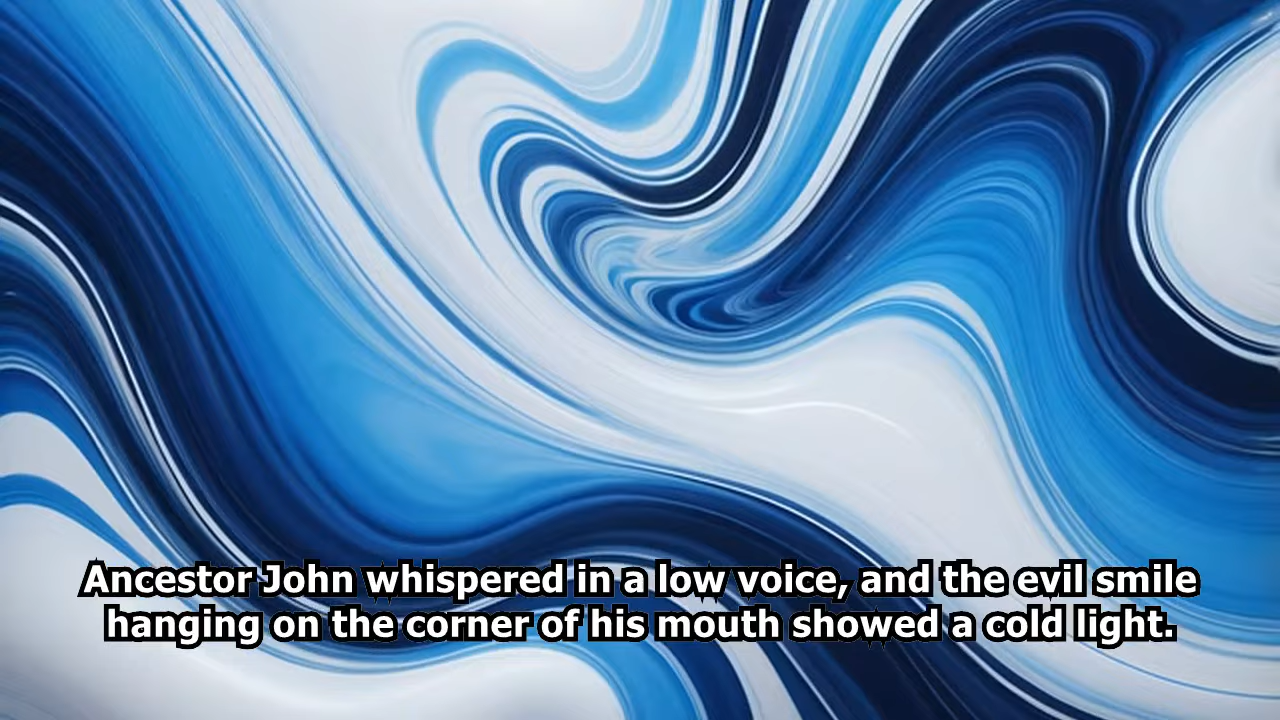 Ancestor John whispered in a low voice, and the evil smile
hanging on the corner of his mouth showed a cold light.